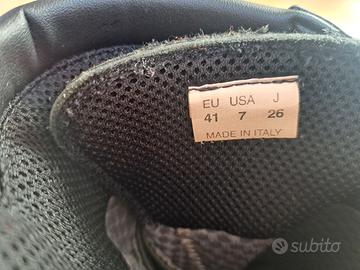 EU USA J
41 7 26
MADE IN ITALY
subito